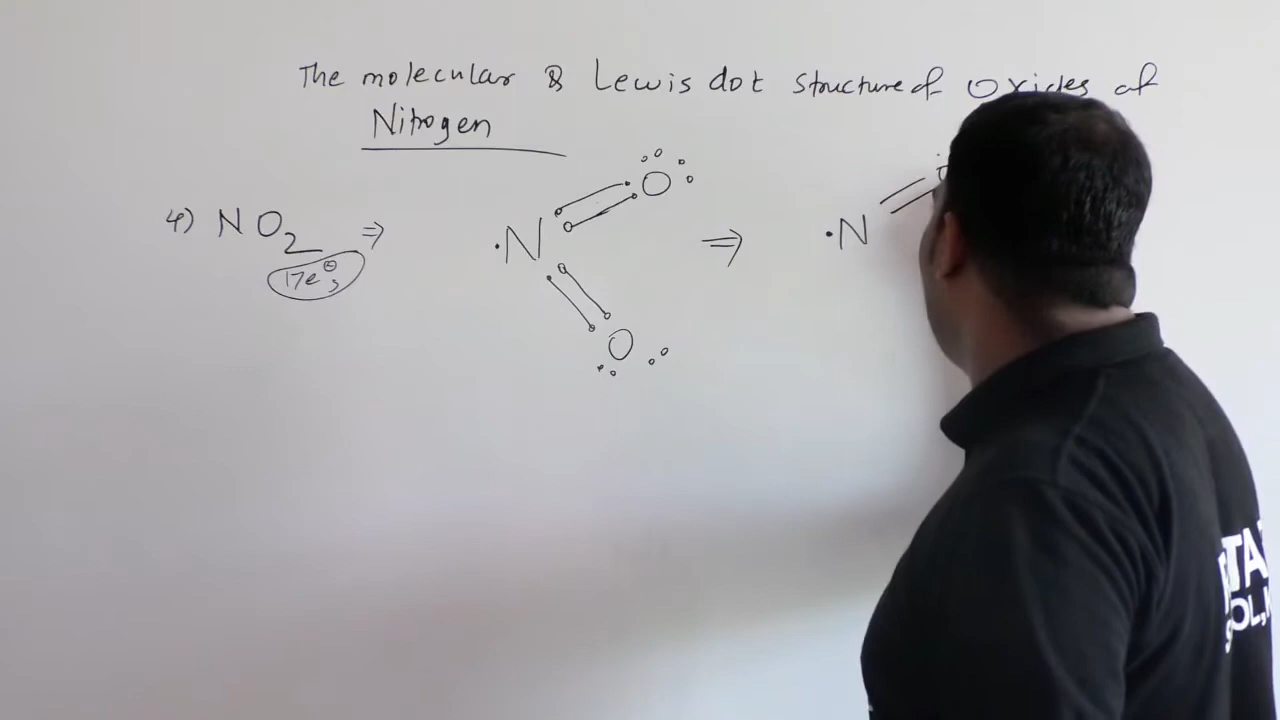 The molecular & Lewis dot structure of Oxides of
Nitrogen
4) NO2 ⇒ ·N O O ⇒ ·N
17e⊖s